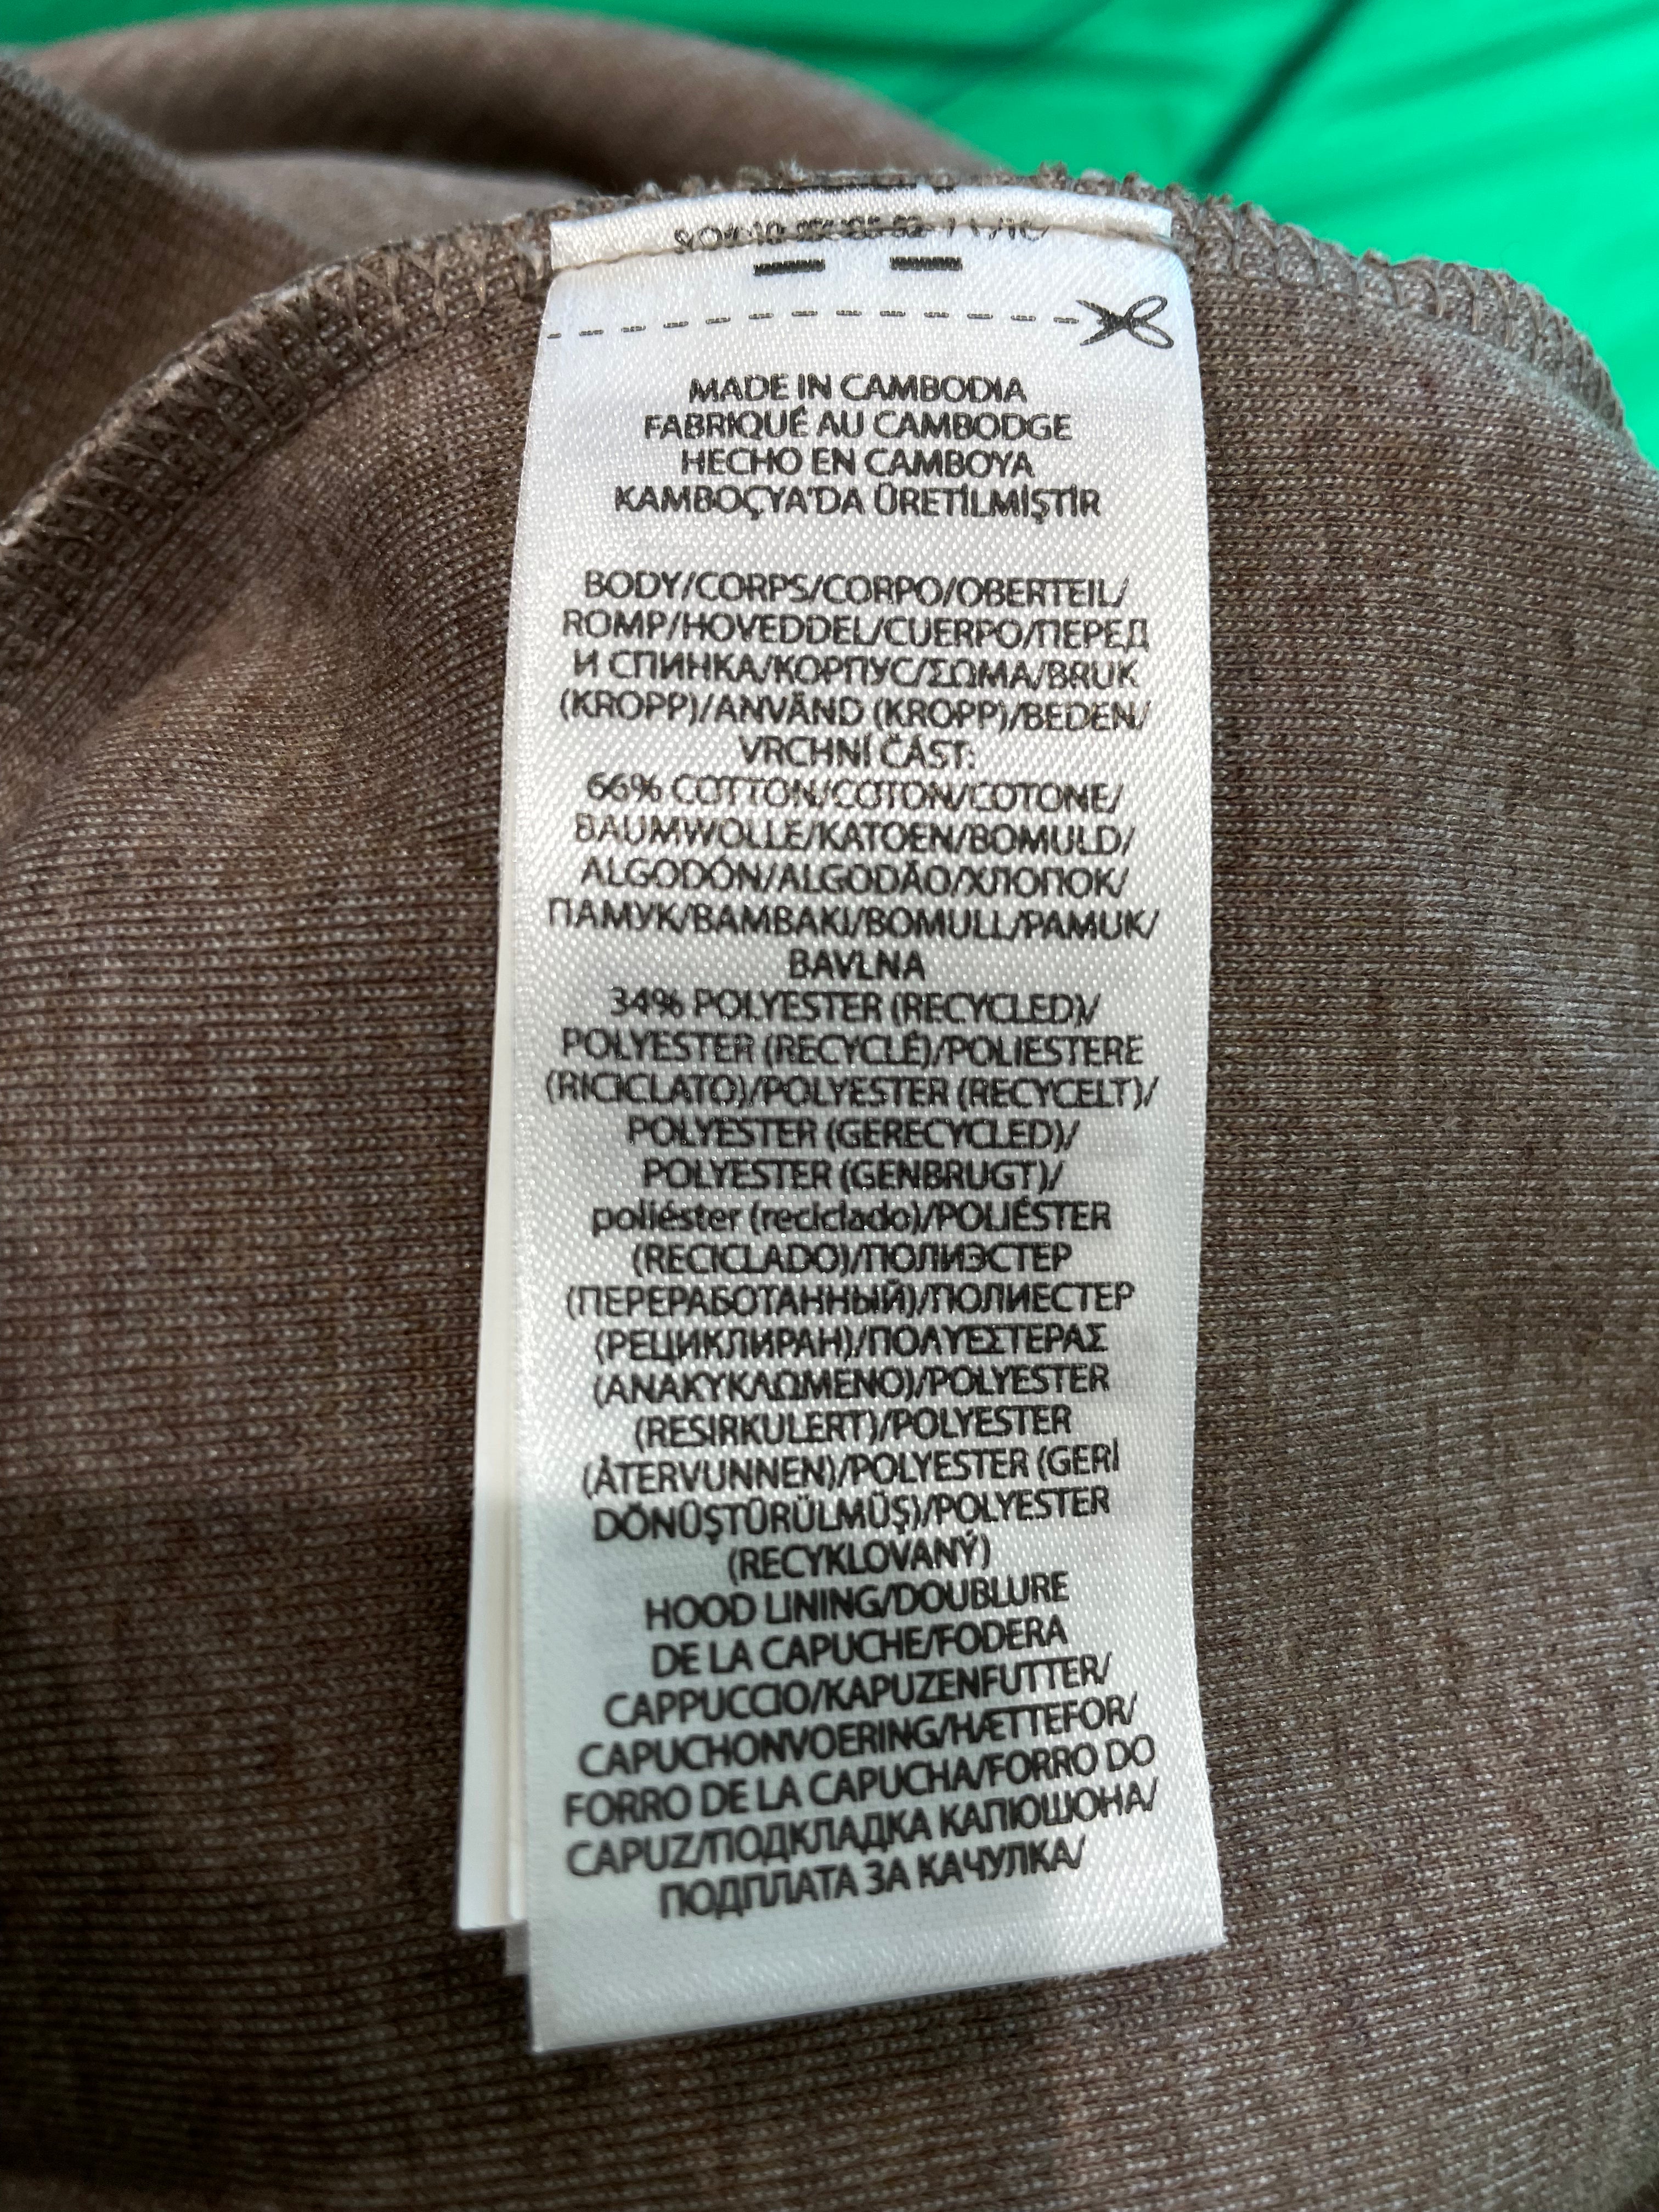 MADE IN CAMBODIA
FABRIQUÉ AU CAMBODGE
HECHO EN CAMBOYA
KAMBOÇYA'DA ÜRETİLMİŞTİR
BODY/CORPS/CORPO/OBERTEIL/
ROMP/HOVEDDEL/CUERPO/ПЕРЕД
И СПИНКА/КОРПУС/ΣΩΜΑ/BRUK
(KROPP)/ANVÄND (KROPP)/BEDEN/
VRCHNÍ ČÁST:
66% COTTON/COTON/COTONE/
BAUMWOLLE/KATOEN/BOMULD/
ALGODÓN/ALGODÃO/ХЛОПОК/
ПАМУК/ΒΑΜΒΑΚΙ/BOMULL/PAMUK/
BAVLNA
34% POLYESTER (RECYCLED)/
POLYESTER (RECYCLÉ)/POLIESTERE
(RICICLATO)/POLYESTER (RECYCELT)/
POLYESTER (GERECYCLED)/
POLYESTER (GENBRUGT)/
poliéster (reciclado)/POLIÉSTER
(RECICLADO)/ПОЛИЭСТЕР
(ПЕРЕРАБОТАННЫЙ)/ПОЛИЕСТЕР
(РЕЦИКЛИРАН)/ΠΟΛΥΕΣΤΕΡΑΣ
(ΑΝΑΚΥΚΛΩΜΕΝΟ)/POLYESTER
(RESIRKULERT)/POLYESTER
(ÅTERVUNNEN)/POLYESTER (GERİ
DÖNÜŞTÜRÜLMÜŞ)/POLYESTER
(RECYKLOVANÝ)
HOOD LINING/DOUBLURE
DE LA CAPUCHE/FODERA
CAPPUCCIO/KAPUZENFUTTER/
CAPUCHONVOERING/HÆTTEFOR/
FORRO DE LA CAPUCHA/FORRO DO
CAPUZ/ПОДКЛАДКА КАПЮШОНА/
ПОДПЛАТА ЗА КАЧУЛКА/